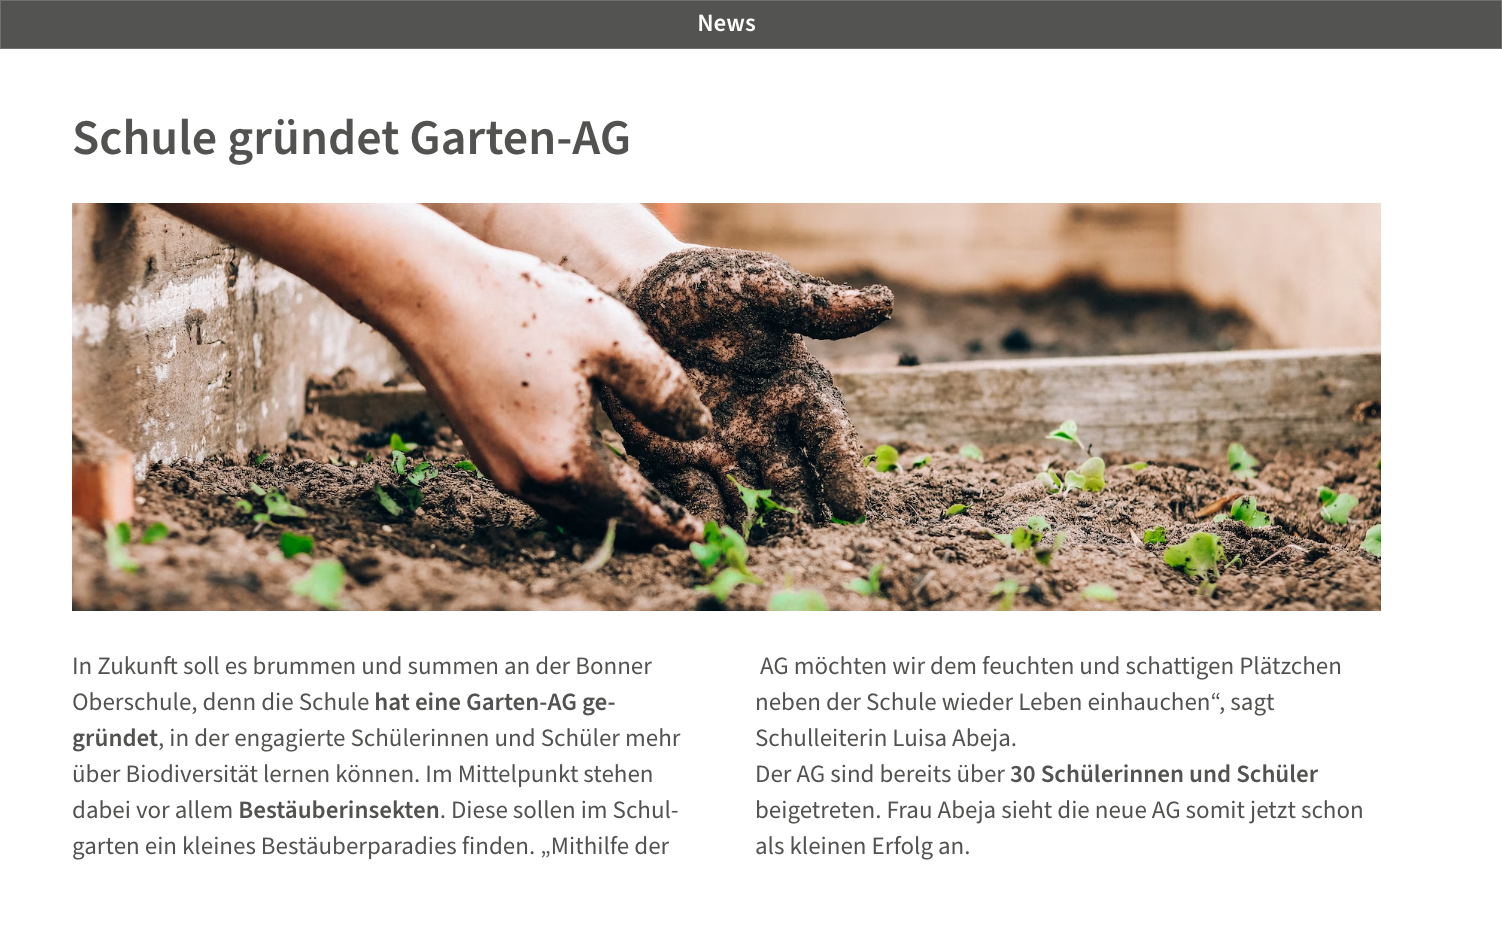 News
Schule gründet Garten-AG
In Zukunft soll es brummen und summen an der Bonner
Oberschule, denn die Schule hat eine Garten-AG ge-
gründet, in der engagierte Schülerinnen und Schüler mehr
über Biodiversität lernen können. Im Mittelpunkt stehen
dabei vor allem Bestäuberinsekten. Diese sollen im Schul-
garten ein kleines Bestäuberparadies finden. „Mithilfe der
AG möchten wir dem feuchten und schattigen Plätzchen
neben der Schule wieder Leben einhauchen“, sagt
Schulleiterin Luisa Abeja.
Der AG sind bereits über 30 Schülerinnen und Schüler
beigetreten. Frau Abeja sieht die neue AG somit jetzt schon
als kleinen Erfolg an.